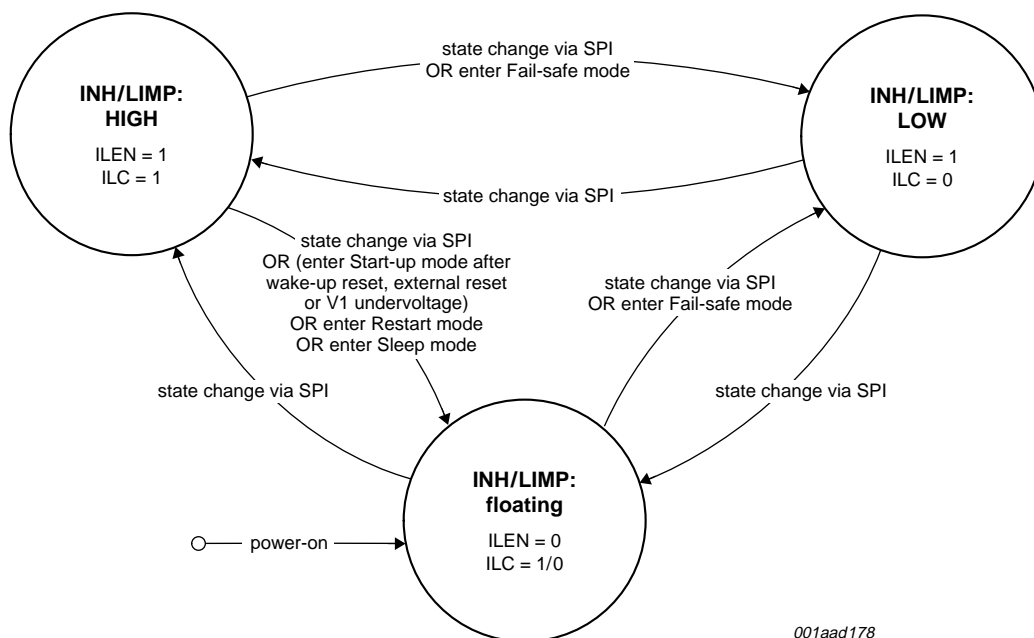 state change via SPI
OR enter Fail-safe mode
INH/LIMP:
HIGH
ILEN = 1
ILC = 1
INH/LIMP:
LOW
ILEN = 1
ILC = 0
state change via SPI
state change via SPI
OR (enter Start-up mode after
wake-up reset, external reset
or V1 undervoltage)
OR enter Restart mode
OR enter Sleep mode
state change via SPI
OR enter Fail-safe mode
state change via SPI
state change via SPI
INH/LIMP:
floating
ILEN = 0
ILC = 1/0
power-on
001aad178